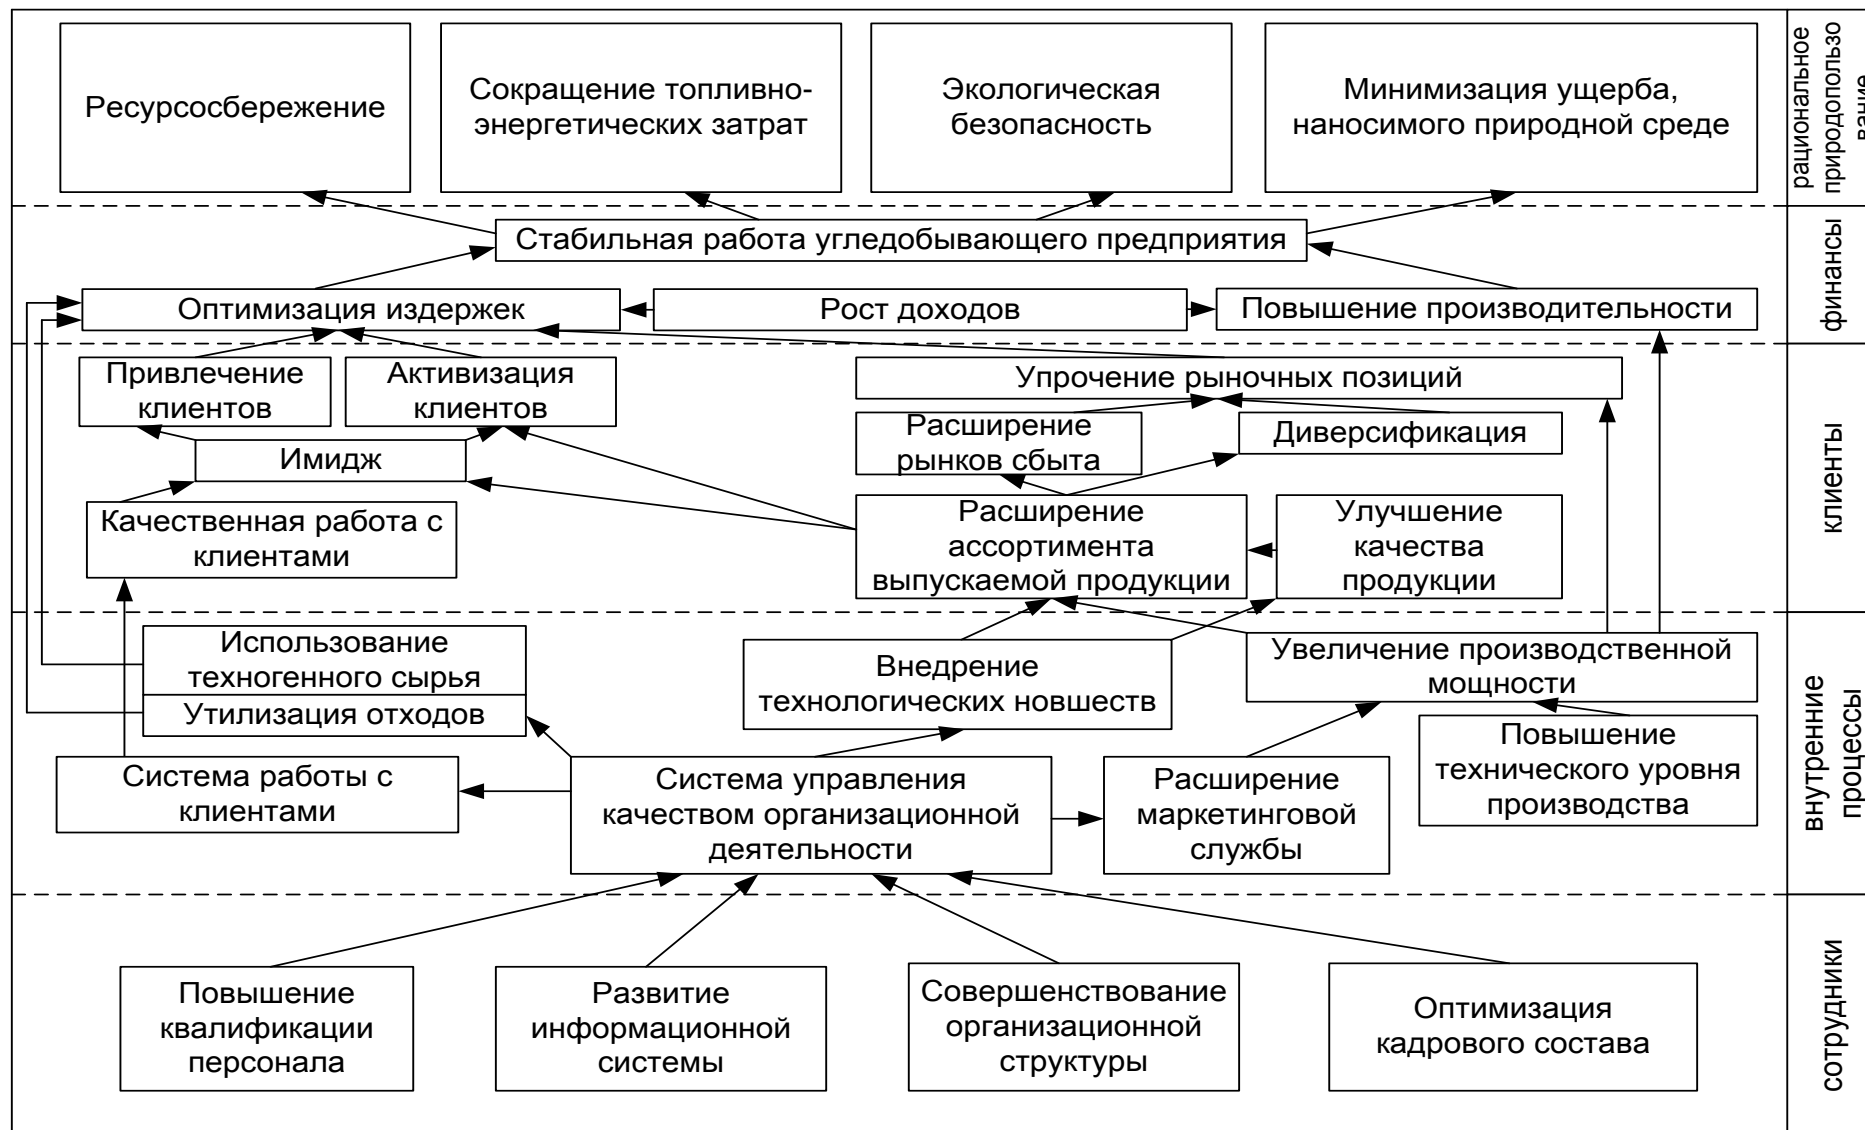 Ресурсосбережение
Сокращение топливно-
энергетических затрат
Экологическая
безопасность
Минимизация ущерба,
наносимого природной среде
рациональное
природопользо
вание
Стабильная работа угледобывающего предприятия
финансы
Оптимизация издержек
Рост доходов
Повышение производительности
Привлечение
клиентов
Активизация
клиентов
Упрочение рыночных позиций
Расширение
рынков сбыта
Диверсификация
клиенты
Имидж
Качественная работа с
клиентами
Расширение
ассортимента
выпускаемой продукции
Улучшение
качества
продукции
Использование
техногенного сырья
Утилизация отходов
Внедрение
технологических новшеств
Увеличение производственной
мощности
внутренние
процессы
Система работы с
клиентами
Система управления
качеством организационной
деятельности
Расширение
маркетинговой
службы
Повышение
технического уровня
производства
Повышение
квалификации
персонала
Развитие
информационной
системы
Совершенствование
организационной
структуры
Оптимизация
кадрового состава
сотрудники